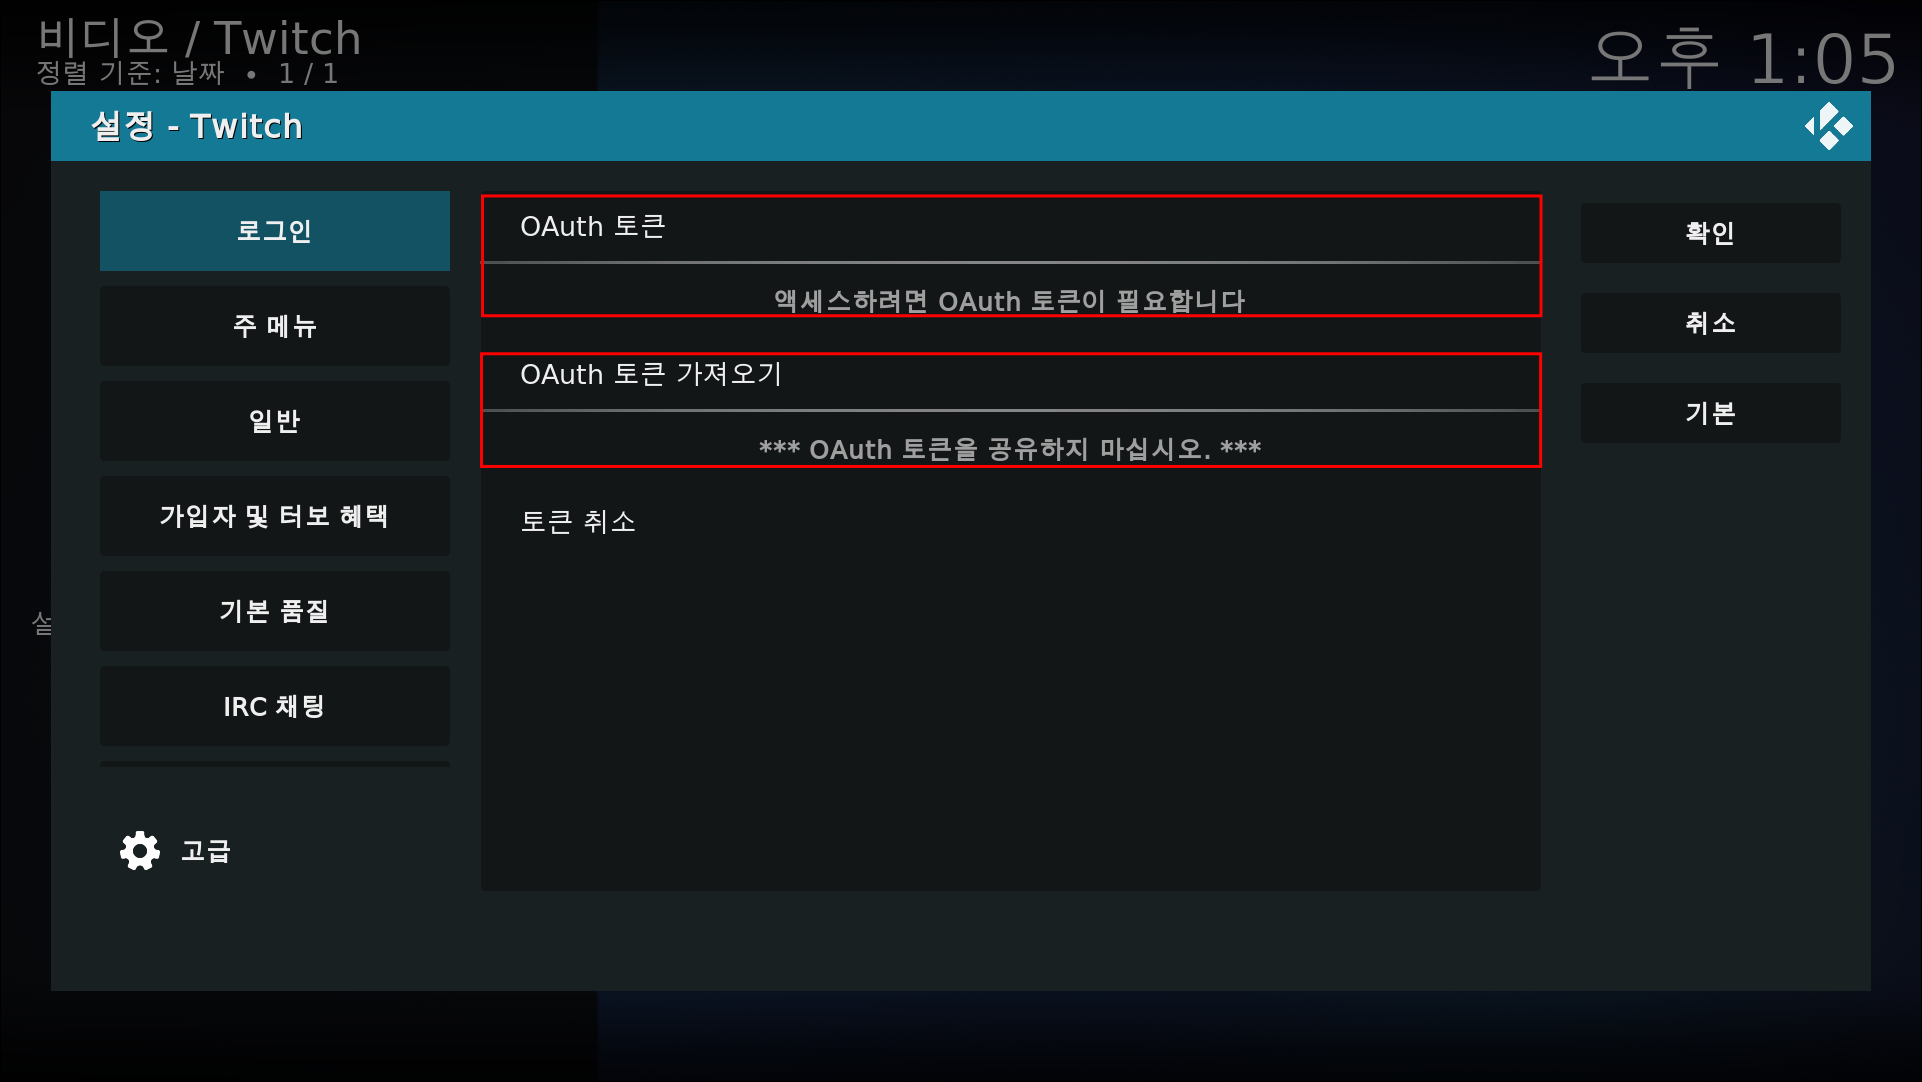 비디오 / Twitch
정렬 기준: 날짜 • 1 / 1
오후 1:05
설정 - Twitch
로그인
주 메뉴
일반
가입자 및 터보 혜택
기본 품질
IRC 채팅
고급
설
OAuth 토큰
액세스하려면 OAuth 토큰이 필요합니다
OAuth 토큰 가져오기
*** OAuth 토큰을 공유하지 마십시오. ***
토큰 취소
확인
취소
기본